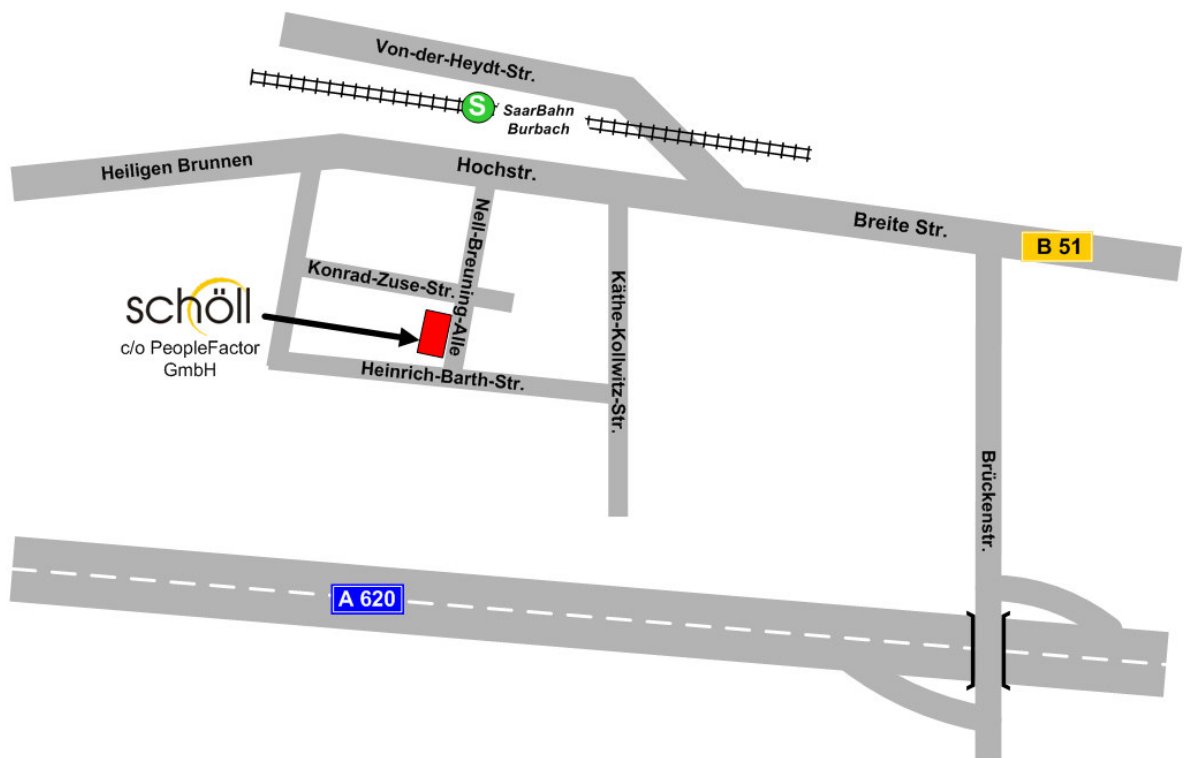 Von-der-Heydt-Str.
S
SaarBahn
Burbach
Heiligen Brunnen
Hochstr.
Breite Str.
B 51
Nell-Breuning-Alle
Konrad-Zuse-Str.
Käthe-Kollwitz-Str.
schöll
c/o PeopleFactor
GmbH
Heinrich-Barth-Str.
Brückenstr.
A 620